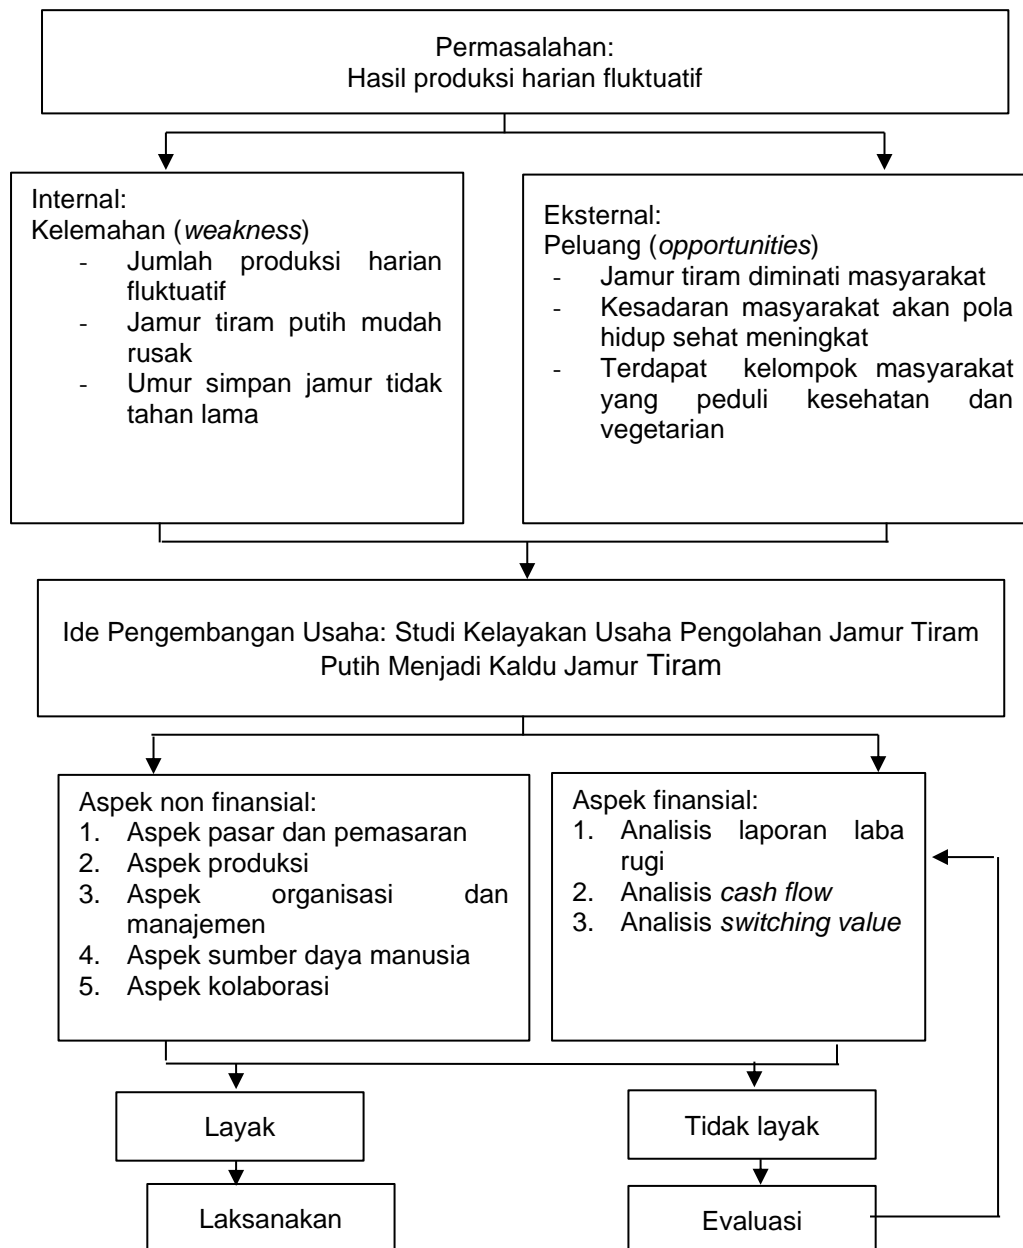 Permasalahan:
Hasil produksi harian fluktuatif
Internal:
Kelemahan (weakness)
- Jumlah produksi harian
fluktuatif
- Jamur tiram putih mudah
rusak
- Umur simpan jamur tidak
tahan lama
Eksternal:
Peluang (opportunities)
- Jamur tiram diminati masyarakat
- Kesadaran masyarakat akan pola
hidup sehat meningkat
- Terdapat kelompok masyarakat
yang peduli kesehatan dan
vegetarian
Ide Pengembangan Usaha: Studi Kelayakan Usaha Pengolahan Jamur Tiram
Putih Menjadi Kaldu Jamur Tiram
Aspek non finansial:
1. Aspek pasar dan pemasaran
2. Aspek produksi
3. Aspek organisasi dan
manajemen
4. Aspek sumber daya manusia
5. Aspek kolaborasi
Aspek finansial:
1. Analisis laporan laba
rugi
2. Analisis cash flow
3. Analisis switching value
Layak
Tidak layak
Laksanakan
Evaluasi